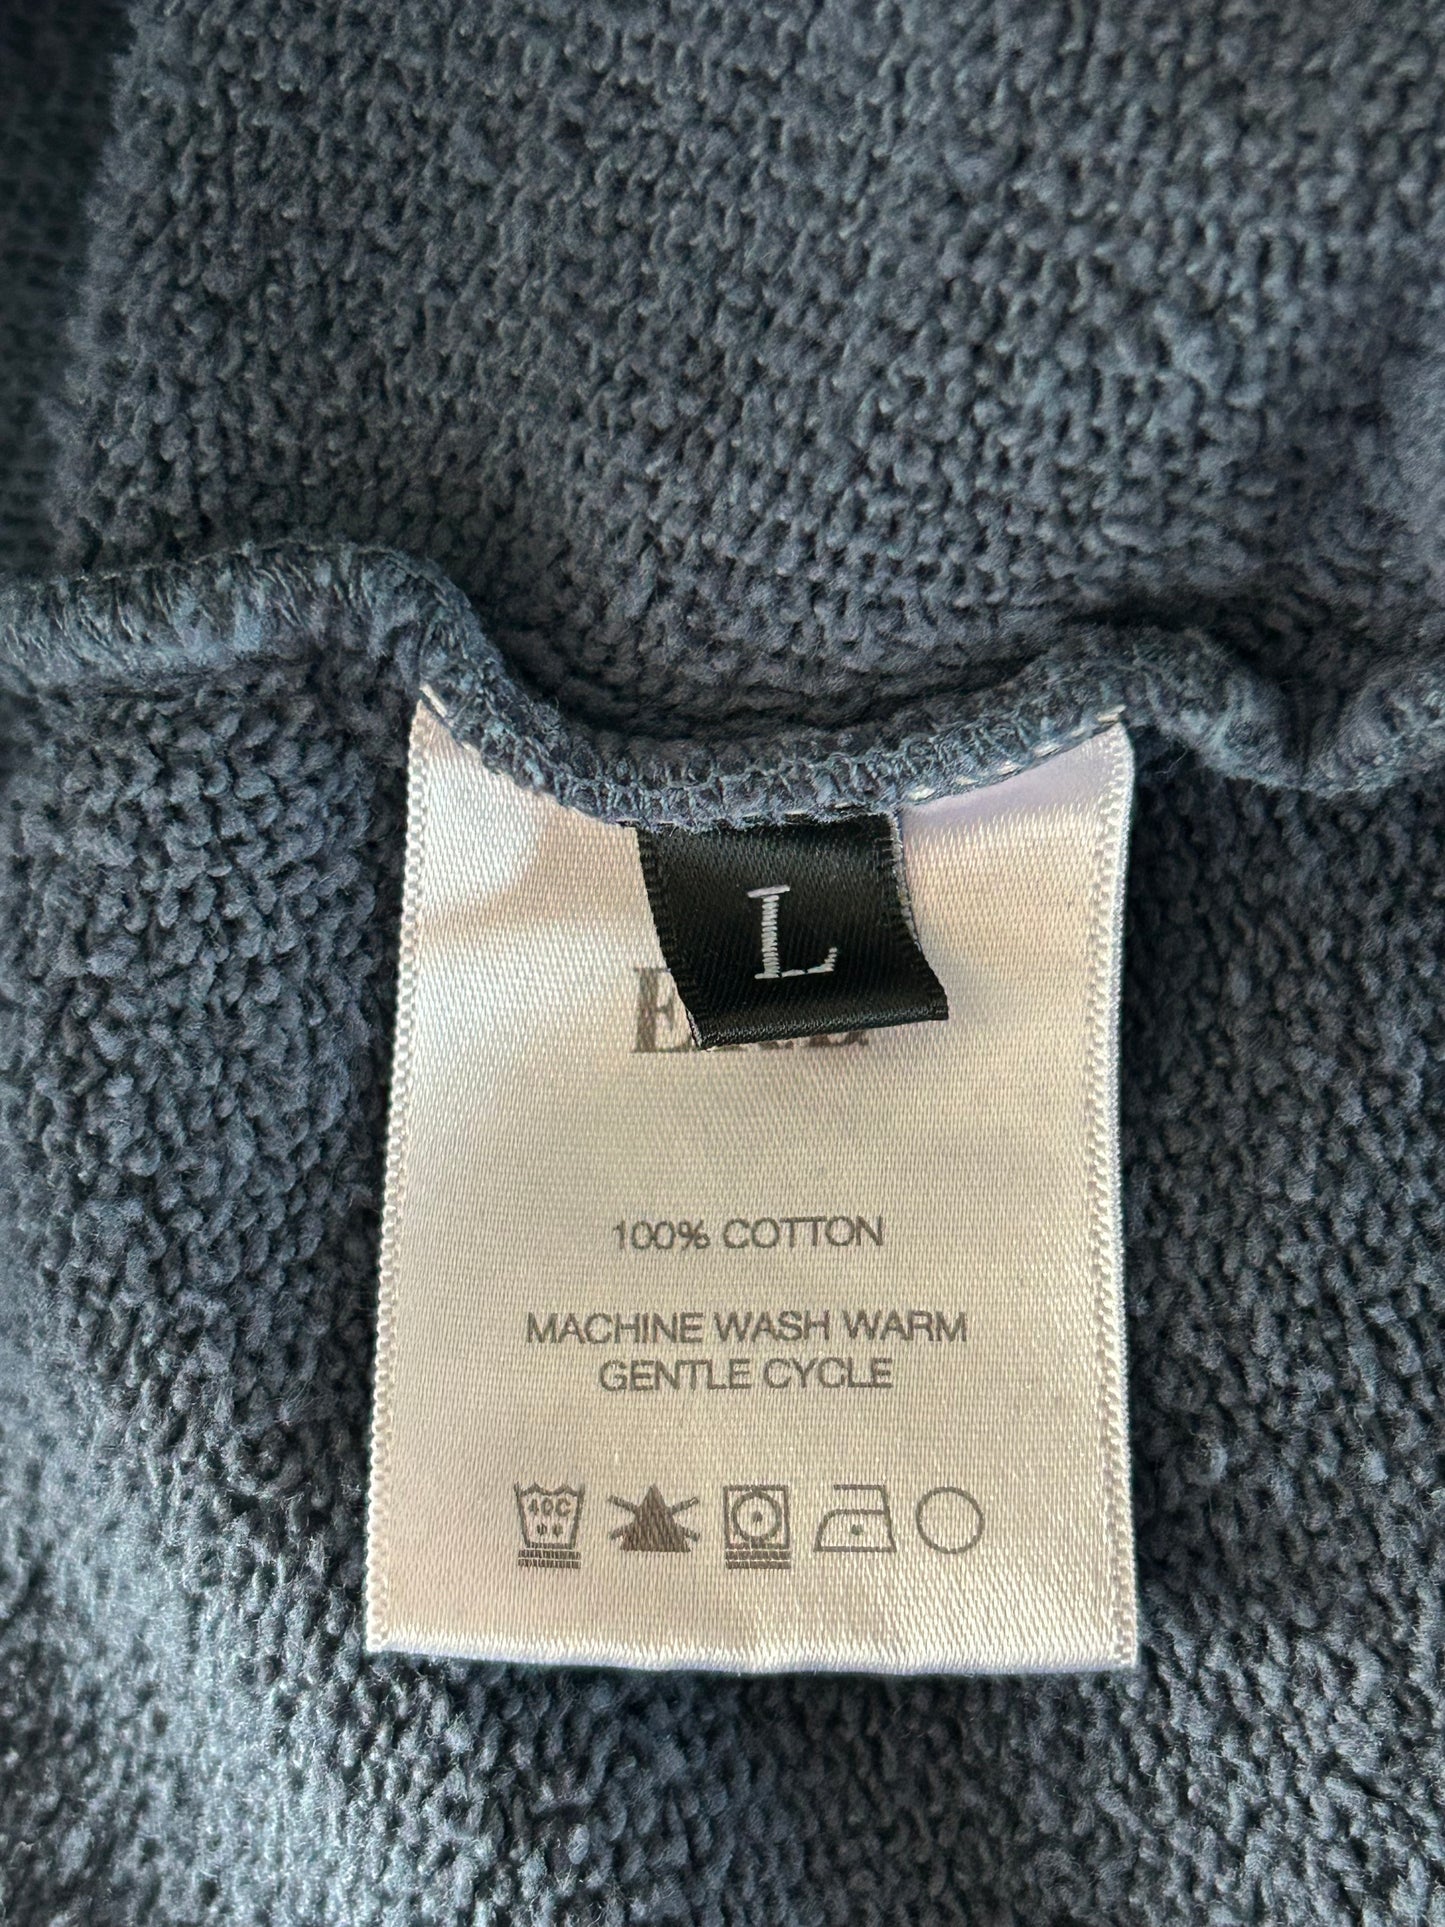 L
100% COTTON
MACHINE WASH WARM
GENTLE CYCLE
40C